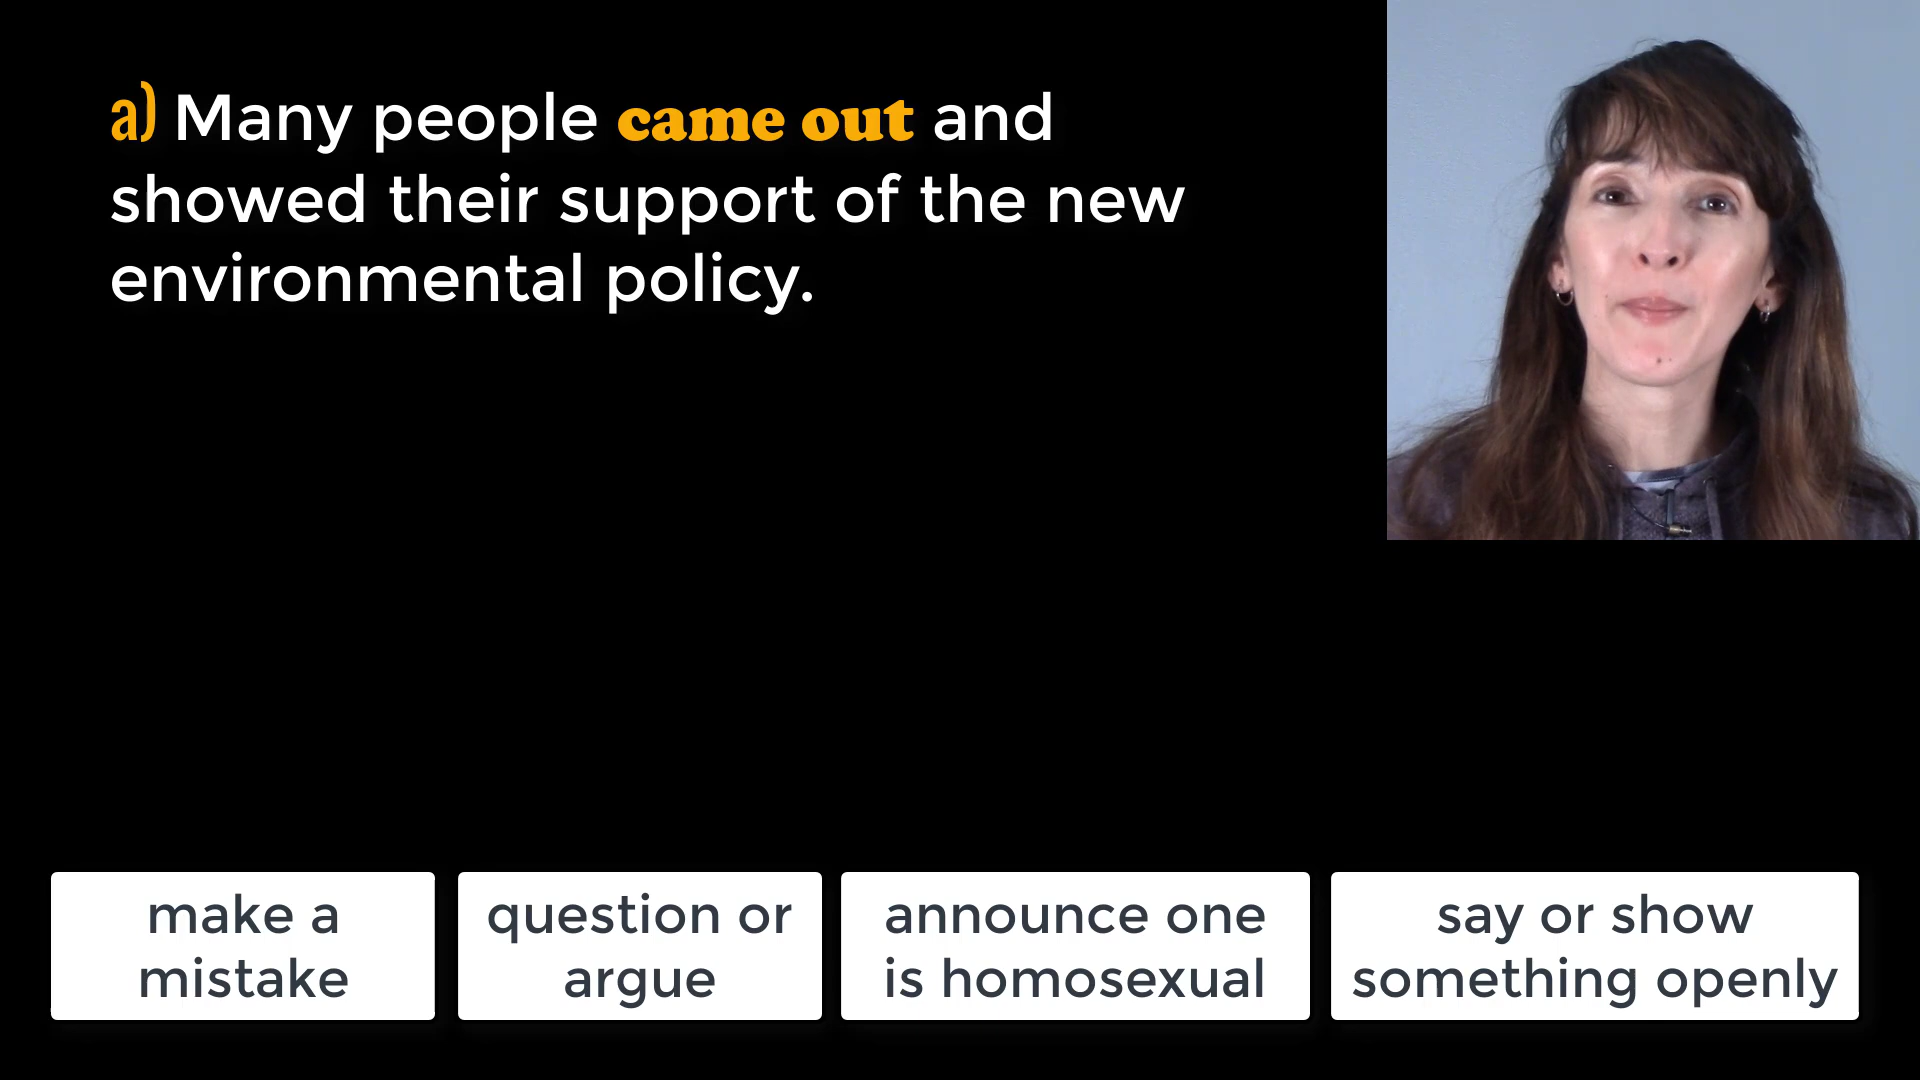 a) Many people came out and
showed their support of the new
environmental policy.
make a
mistake
question or
argue
announce one
is homosexual
say or show
something openly